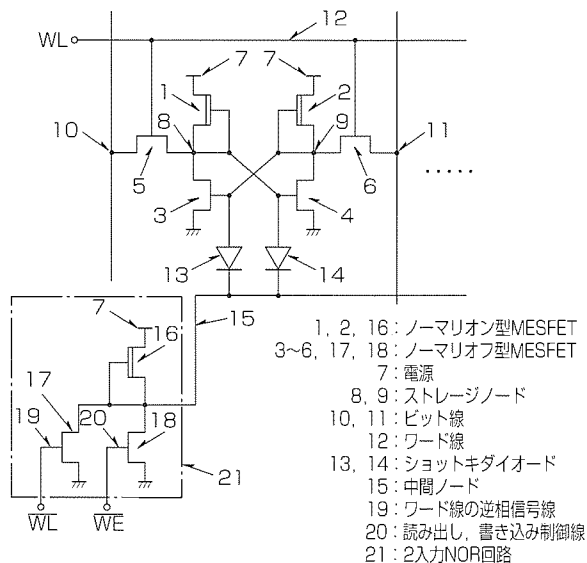 12
WL
7
7
1
2
8
9
10
11
5
6
3
4
13
14
15
7
16
17
18
19
20
21
WL
WE
1, 2, 16：ノーマリオン型MESFET
3~6, 17, 18：ノーマリオフ型MESFET
7：電源
8, 9：ストレージノード
10, 11：ビット線
12：ワード線
13, 14：ショットキダイオード
15：中間ノード
19：ワード線の逆相信号線
20：読み出し, 書き込み制御線
21：2入力NOR回路